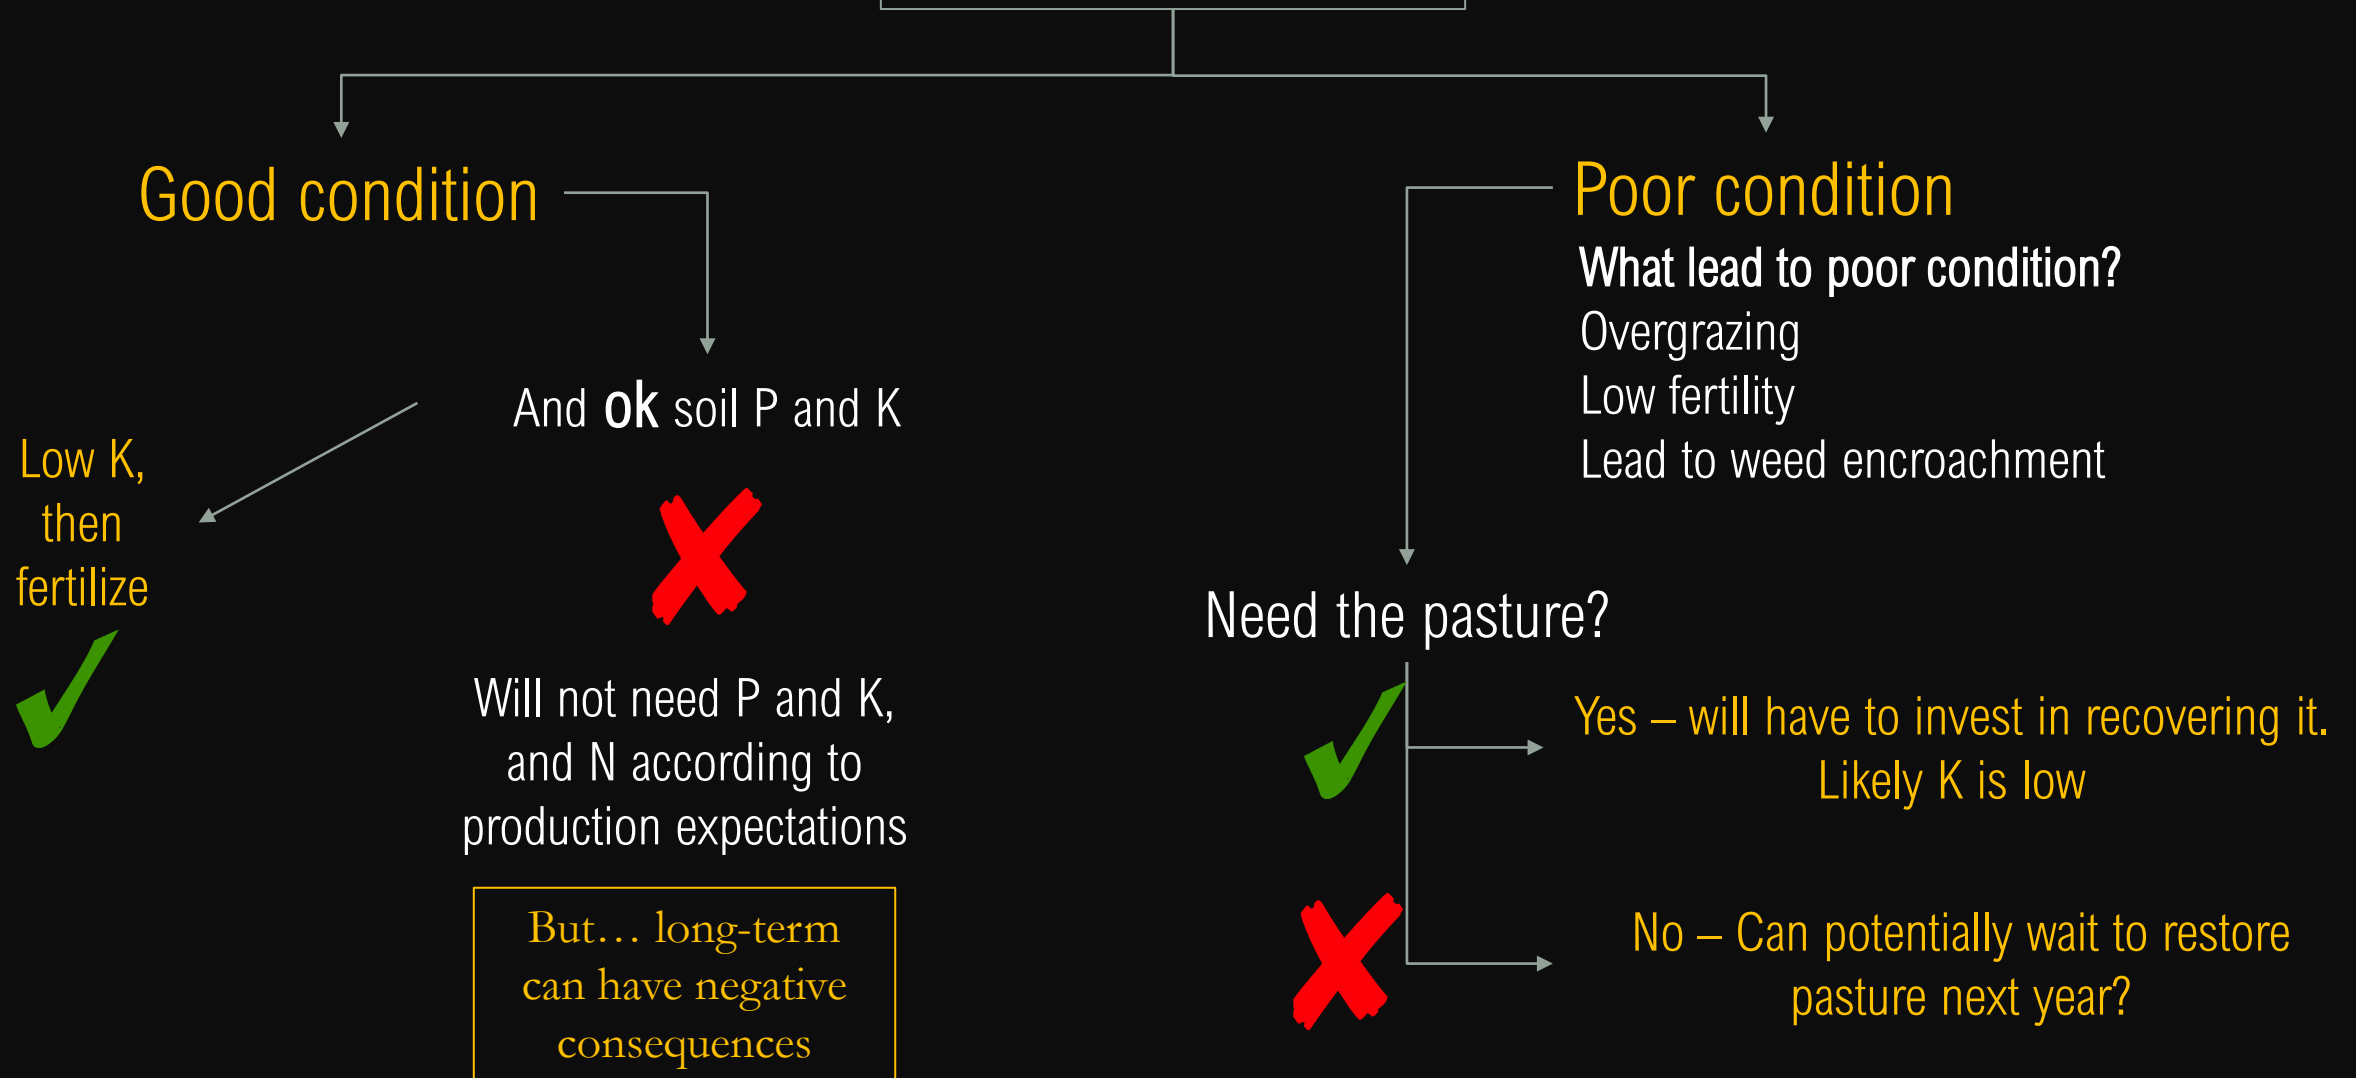 Good condition
And ok soil P and K
Low K,
then
fertilize
Will not need P and K,
and N according to
production expectations
But… long-term
can have negative
consequences
Poor condition
What lead to poor condition?
Overgrazing
Low fertility
Lead to weed encroachment
Need the pasture?
Yes – will have to invest in recovering it.
Likely K is low
No – Can potentially wait to restore
pasture next year?